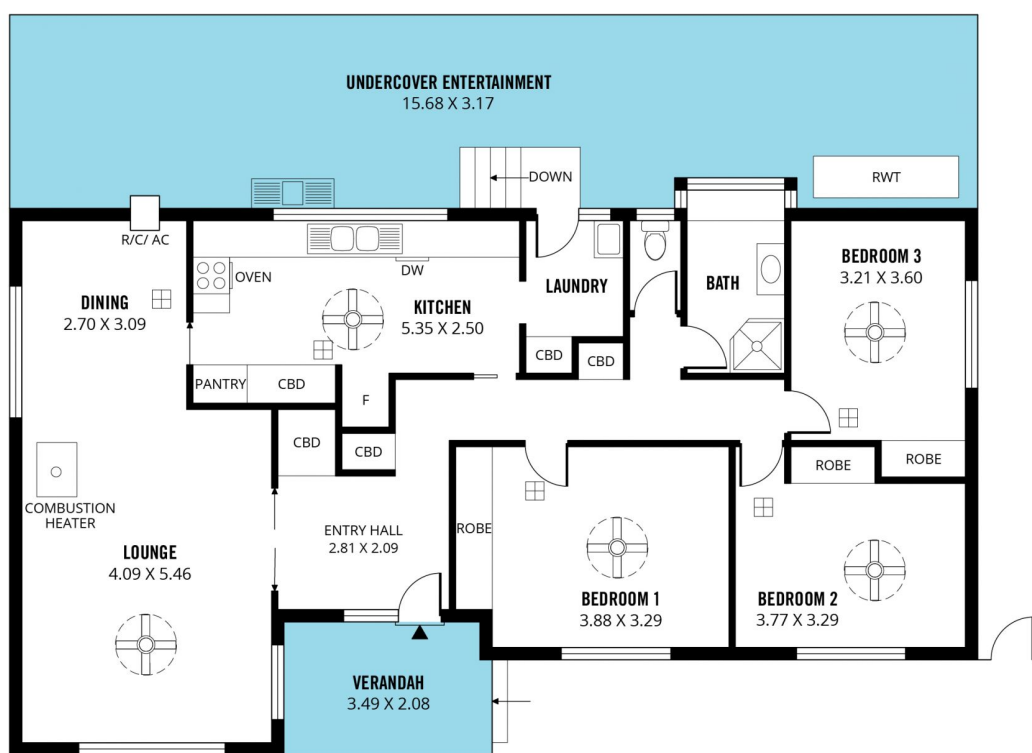 UNDERCOVER ENTERTAINMENT
15.68 X 3.17
RWT
DOWN
R/C/ AC
OVEN
DW
DINING
2.70 X 3.09
KITCHEN
5.35 X 2.50
LAUNDRY
BATH
BEDROOM 3
3.21 X 3.60
PANTRY
CBD
F
CBD
CBD
CBD
CBD
ROBE
ROBE
COMBUSTION
HEATER
LOUNGE
4.09 X 5.46
ENTRY HALL
2.81 X 2.09
ROBE
BEDROOM 1
3.88 X 3.29
BEDROOM 2
3.77 X 3.29
VERANDAH
3.49 X 2.08